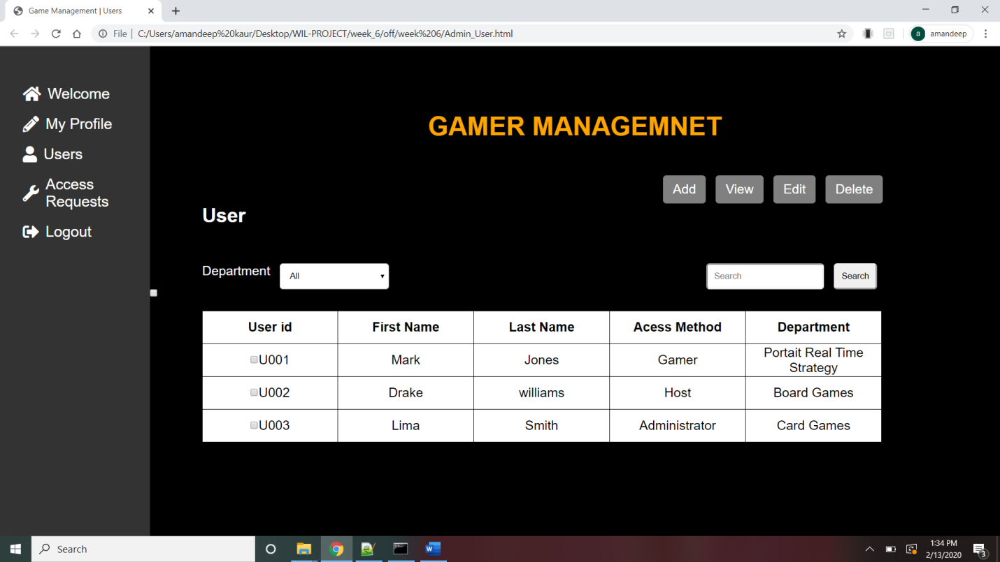 Game Management | Users
File | C:/Users/amandeep%20kaur/Desktop/WIL-PROJECT/week_6/off/week%206/Admin_User.html
a amandeep
Welcome
My Profile
Users
Access
Requests
Logout
GAMER MANAGEMNET
Add View Edit Delete
User
Department All Search Search
User id First Name Last Name Acess Method Department
U001 Mark Jones Gamer Portait Real Time
Strategy
U002 Drake williams Host Board Games
U003 Lima Smith Administrator Card Games
Search
W
1:34 PM
2/13/2020
3